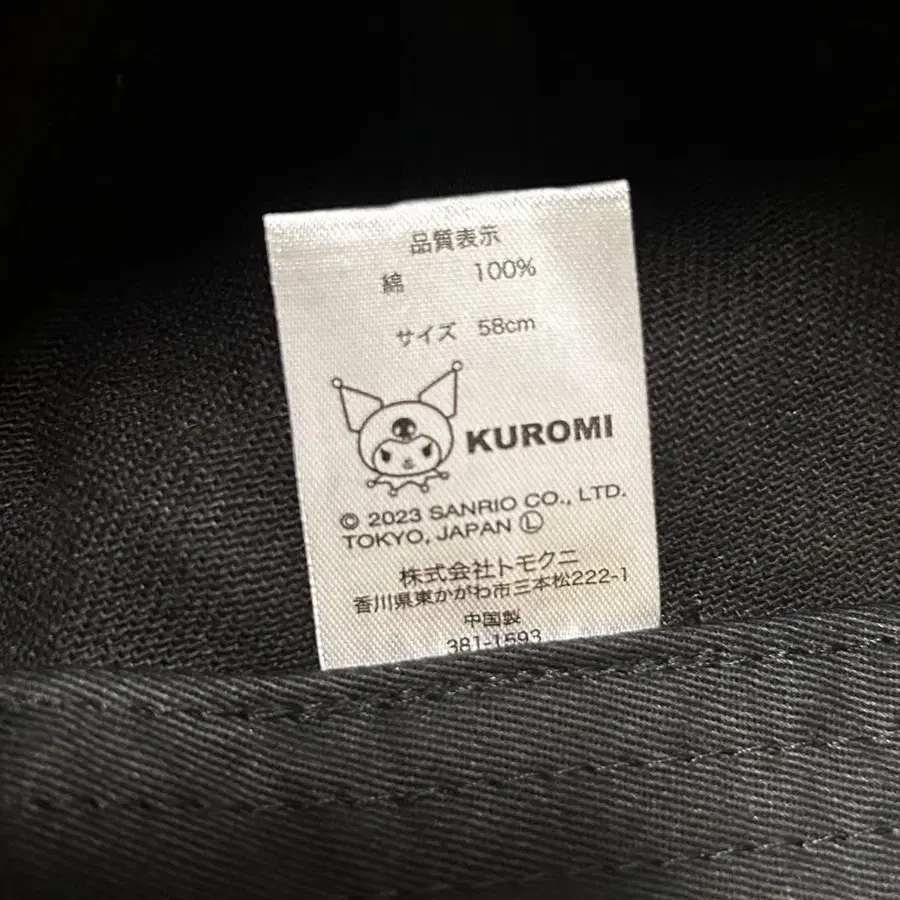 品質表示
綿 100%
サイズ 58cm
KUROMI
© 2023 SANRIO CO., LTD.
TOKYO, JAPAN Ⓛ
株式会社トモクニ
香川県東かがわ市三本松222-1
中国製
381-1593